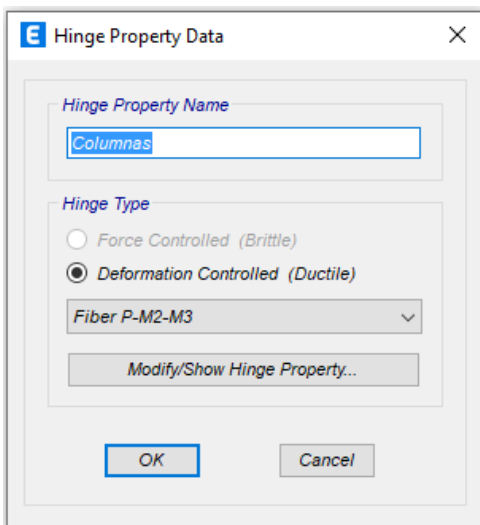 E Hinge Property Data
Hinge Property Name
Columnas
Hinge Type
Force Controlled (Brittle)
Deformation Controlled (Ductile)
Fiber P-M2-M3
Modify/Show Hinge Property...
OK Cancel